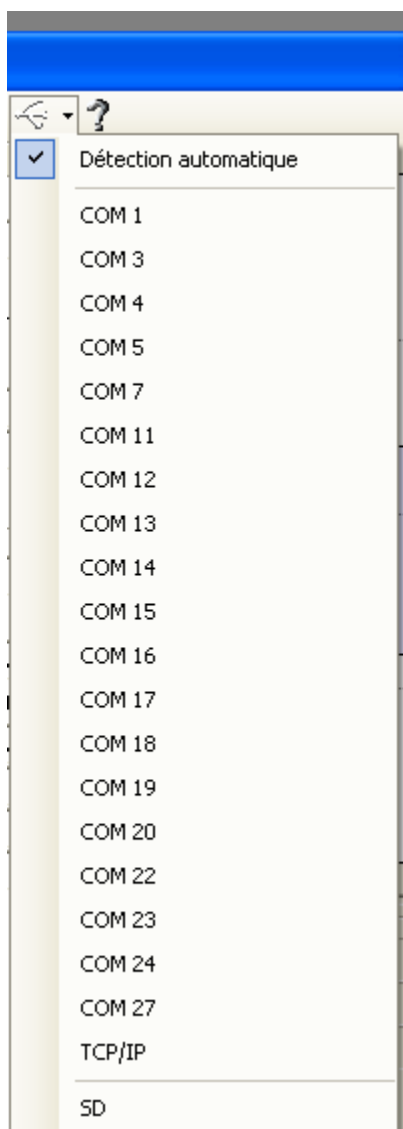 Détection automatique
COM 1
COM 3
COM 4
COM 5
COM 7
COM 11
COM 12
COM 13
COM 14
COM 15
COM 16
COM 17
COM 18
COM 19
COM 20
COM 22
COM 23
COM 24
COM 27
TCP/IP
SD